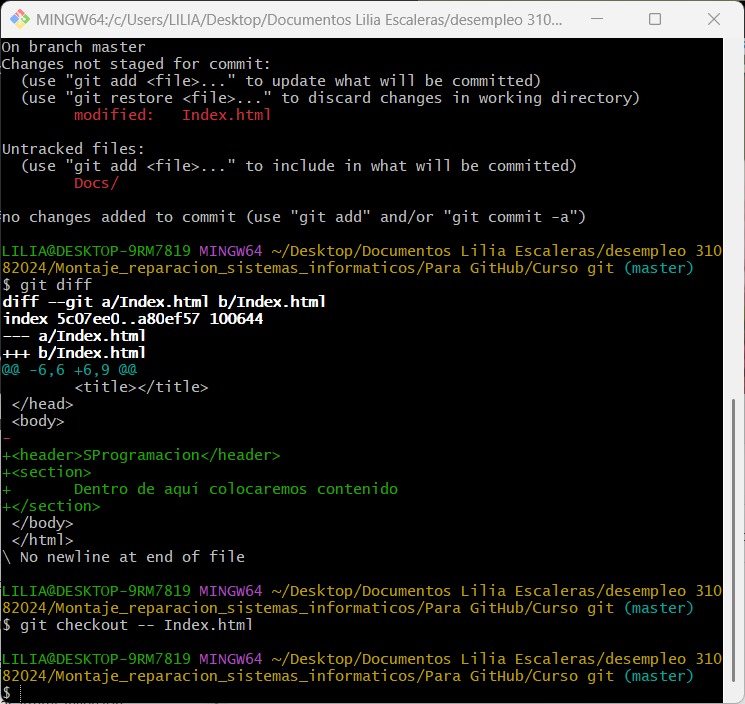 MINGW64:/c/Users/LILIA/Desktop/Documentos Lilia Escaleras/desempleo 310...
On branch master
Changes not staged for commit:
  (use "git add <file>..." to update what will be committed)
  (use "git restore <file>..." to discard changes in working directory)
        modified:   Index.html

Untracked files:
  (use "git add <file>..." to include in what will be committed)
        Docs/

no changes added to commit (use "git add" and/or "git commit -a")

LILIA@DESKTOP-9RM7819 MINGW64 ~/Desktop/Documentos Lilia Escaleras/desempleo 310
82024/Montaje_reparacion_sistemas_informaticos/Para GitHub/Curso git (master)
$ git diff
diff --git a/Index.html b/Index.html
index 5c07ee0..a80ef57 100644
--- a/Index.html
+++ b/Index.html
@@ -6,6 +6,9 @@
        <title></title>
 </head>
 <body>
-
+<header>SProgramacion</header>
+<section>
+       Dentro de aquí colocaremos contenido
+</section>
 </body>
 </html>
\ No newline at end of file

LILIA@DESKTOP-9RM7819 MINGW64 ~/Desktop/Documentos Lilia Escaleras/desempleo 310
82024/Montaje_reparacion_sistemas_informaticos/Para GitHub/Curso git (master)
$ git checkout -- Index.html

LILIA@DESKTOP-9RM7819 MINGW64 ~/Desktop/Documentos Lilia Escaleras/desempleo 310
82024/Montaje_reparacion_sistemas_informaticos/Para GitHub/Curso git (master)
$